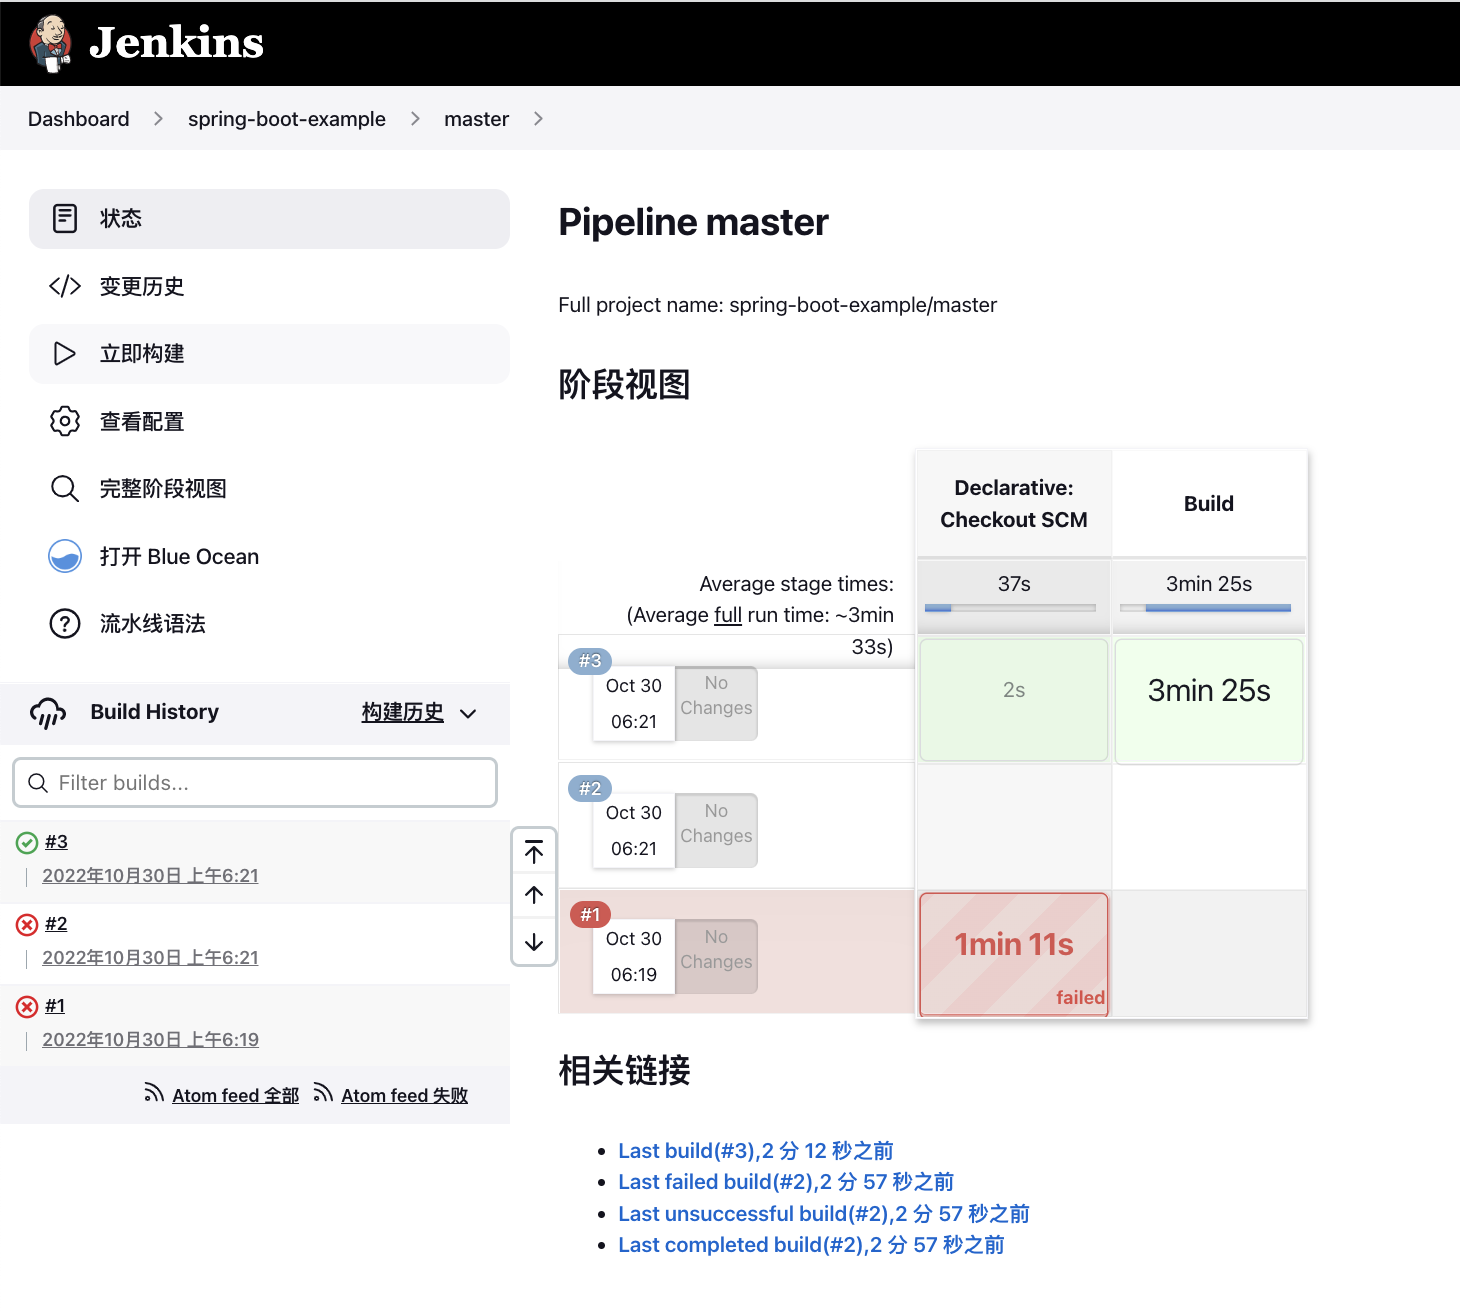 Jenkins
Dashboard
spring-boot-example
master
状态
变更历史
立即构建
查看配置
完整阶段视图
打开 Blue Ocean
流水线语法
Build History
构建历史
Filter builds...
#3
2022年10月30日 上午6:21
#2
2022年10月30日 上午6:21
#1
2022年10月30日 上午6:19
Atom feed 全部
Atom feed 失败
Pipeline master
Full project name: spring-boot-example/master
阶段视图
Declarative:
Checkout SCM
Build
Average stage times:
(Average full run time: ~3min
33s)
37s
3min 25s
#3
Oct 30
06:21
No
Changes
2s
3min 25s
#2
Oct 30
06:21
No
Changes
#1
Oct 30
06:19
No
Changes
1min 11s
failed
相关链接
Last build(#3),2 分 12 秒之前
Last failed build(#2),2 分 57 秒之前
Last unsuccessful build(#2),2 分 57 秒之前
Last completed build(#2),2 分 57 秒之前